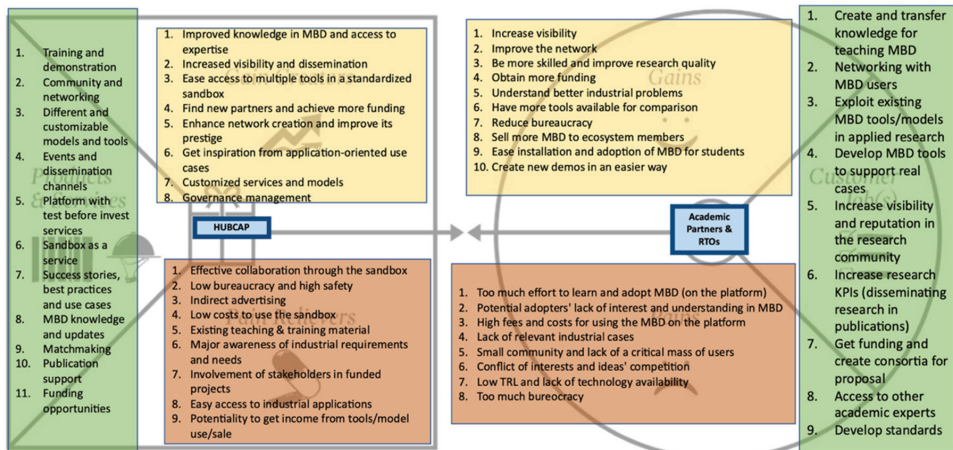 1. Training and
demonstration
2. Community and
networking
3. Different and
customizable
models and tools
4. Events and
dissemination
channels
5. Platform with
test before invest
services
6. Sandbox as a
service
7. Success stories,
best practices
and use cases
8. MBD knowledge
and updates
9. Matchmaking
10. Publication
support
11. Funding
opportunities
Products
& Services
1. Improved knowledge in MBD and access to
expertise
2. Increased visibility and dissemination
3. Ease access to multiple tools in a standardized
sandbox
4. Find new partners and achieve more funding
5. Enhance network creation and improve its
prestige
6. Get inspiration from application-oriented use
cases
7. Customized services and models
8. Governance management
Gain Creators
HUBCAP
1. Effective collaboration through the sandbox
2. Low bureaucracy and high safety
3. Indirect advertising
4. Low costs to use the sandbox
5. Existing teaching & training material
6. Major awareness of industrial requirements
and needs
7. Involvement of stakeholders in funded
projects
8. Easy access to industrial applications
9. Potentiality to get income from tools/model
use/sale
Pain Relievers
1. Increase visibility
2. Improve the network
3. Be more skilled and improve research quality
4. Obtain more funding
5. Understand better industrial problems
6. Have more tools available for comparison
7. Reduce bureaucracy
8. Sell more MBD to ecosystem members
9. Ease installation and adoption of MBD for students
10. Create new demos in an easier way
Gains
Academic
Partners &
RTOs
1. Too much effort to learn and adopt MBD (on the platform)
2. Potential adopters' lack of interest and understanding in MBD
3. High fees and costs for using the MBD on the platform
4. Lack of relevant industrial cases
5. Small community and lack of a critical mass of users
6. Conflict of interests and ideas' competition
7. Low TRL and lack of technology availability
8. Too much bureocracy
Pains
1. Create and transfer
knowledge for
teaching MBD
2. Networking with
MBD users
3. Exploit existing
MBD tools/models
in applied research
4. Develop MBD tools
to support real
cases
5. Increase visibility
and reputation in
the research
community
6. Increase research
KPIs (disseminating
research in
publications)
7. Get funding and
create consortia for
proposal
8. Access to other
academic experts
9. Develop standards
Customer
Job(s)